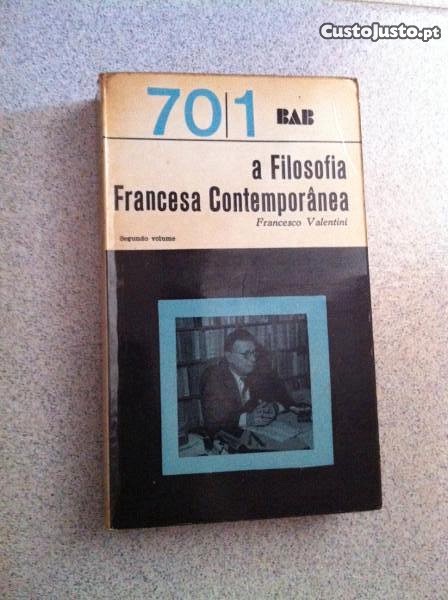 CustoJusto.pt
70|1 BAB
a Filosofia
Francesa Contemporânea
Francesco Valentini
Segundo volume